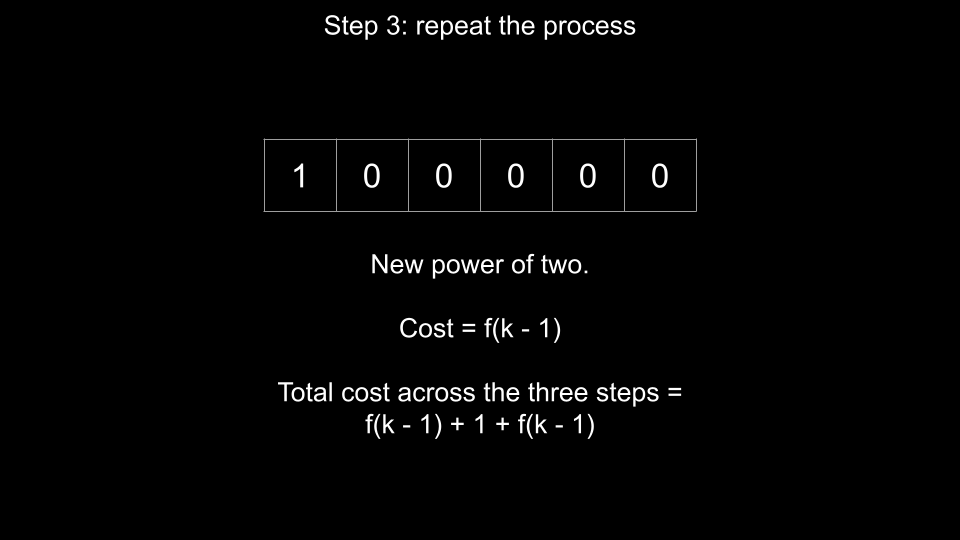 Step 3: repeat the process
1 0 0 0 0 0
New power of two.
Cost = f(k - 1)
Total cost across the three steps =
f(k - 1) + 1 + f(k - 1)